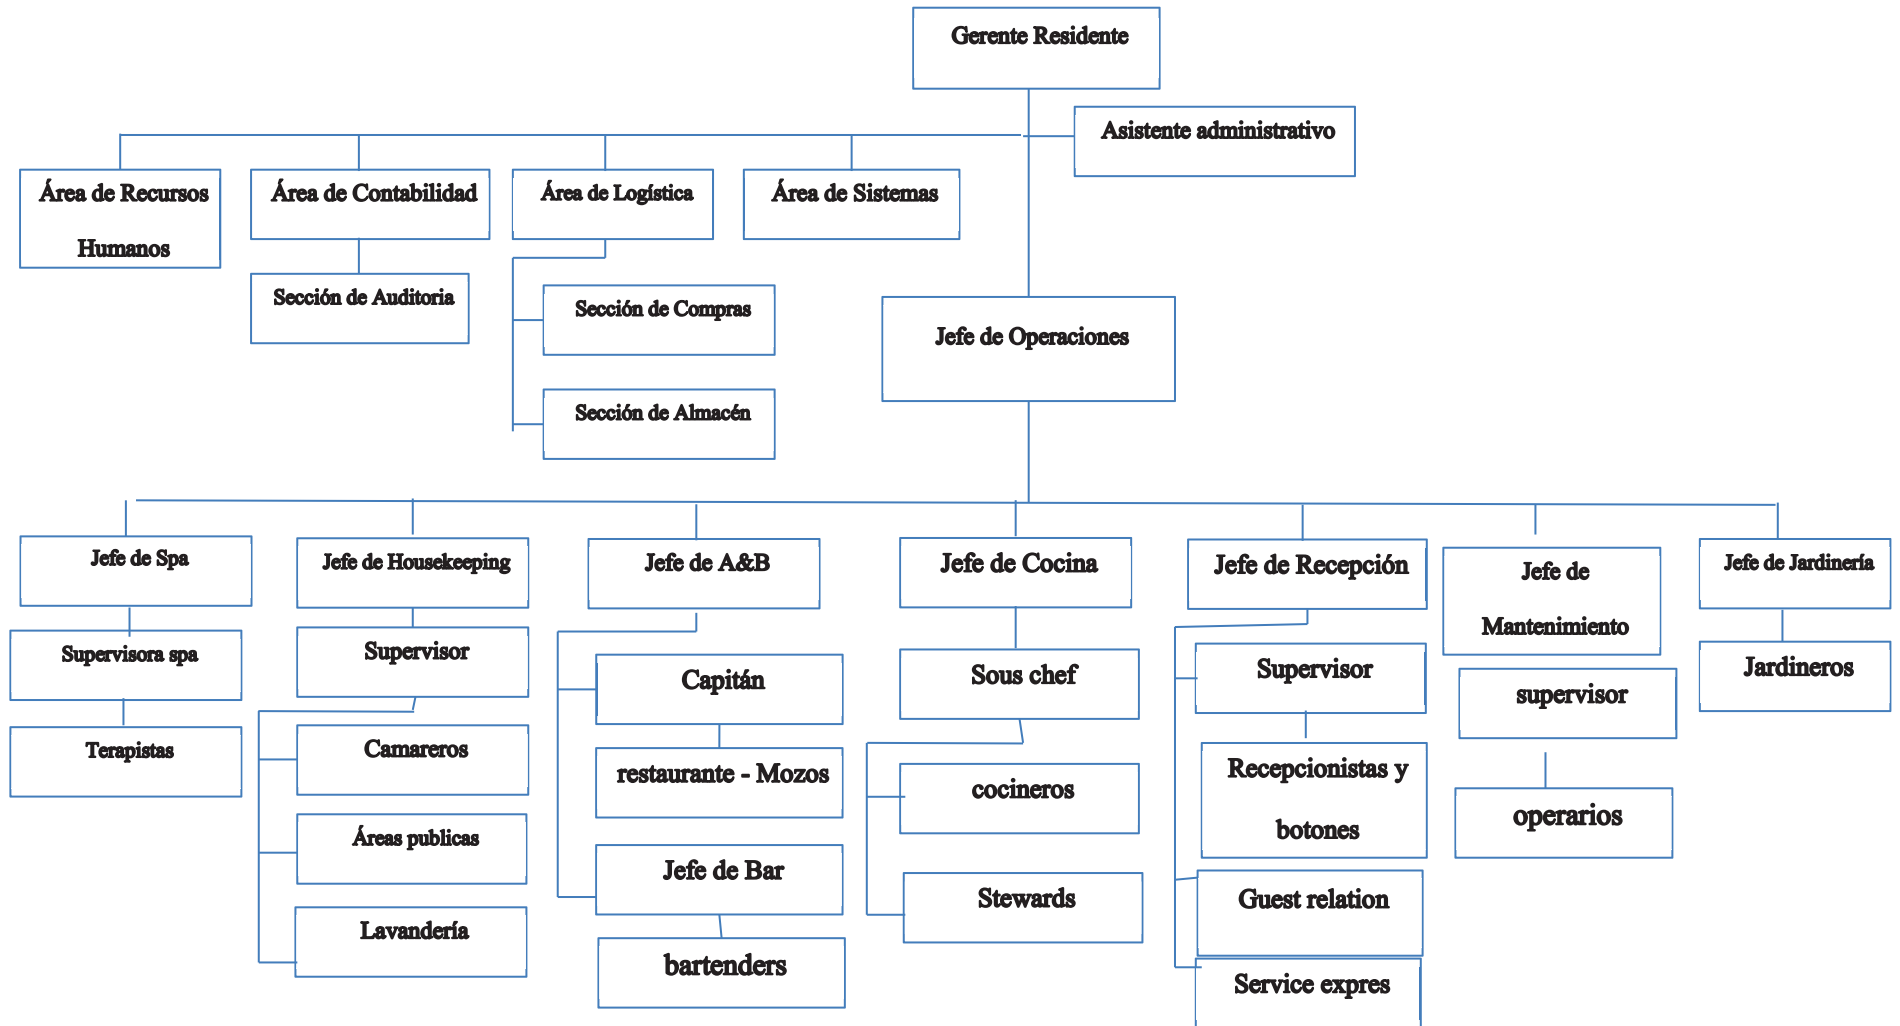 Gerente Residente
Asistente administrativo
Área de Recursos
Humanos
Área de Contabilidad
Área de Logística
Área de Sistemas
Sección de Auditoria
Sección de Compras
Sección de Almacén
Jefe de Operaciones
Jefe de Spa
Supervisora spa
Terapistas
Jefe de Housekeeping
Supervisor
Camareros
Áreas publicas
Lavandería
Jefe de A&B
Capitán
restaurante - Mozos
Jefe de Bar
bartenders
Jefe de Cocina
Sous chef
cocineros
Stewards
Jefe de Recepción
Supervisor
Recepcionistas y
botones
Guest relation
Service expres
Jefe de
Mantenimiento
supervisor
operarios
Jefe de Jardinería
Jardineros